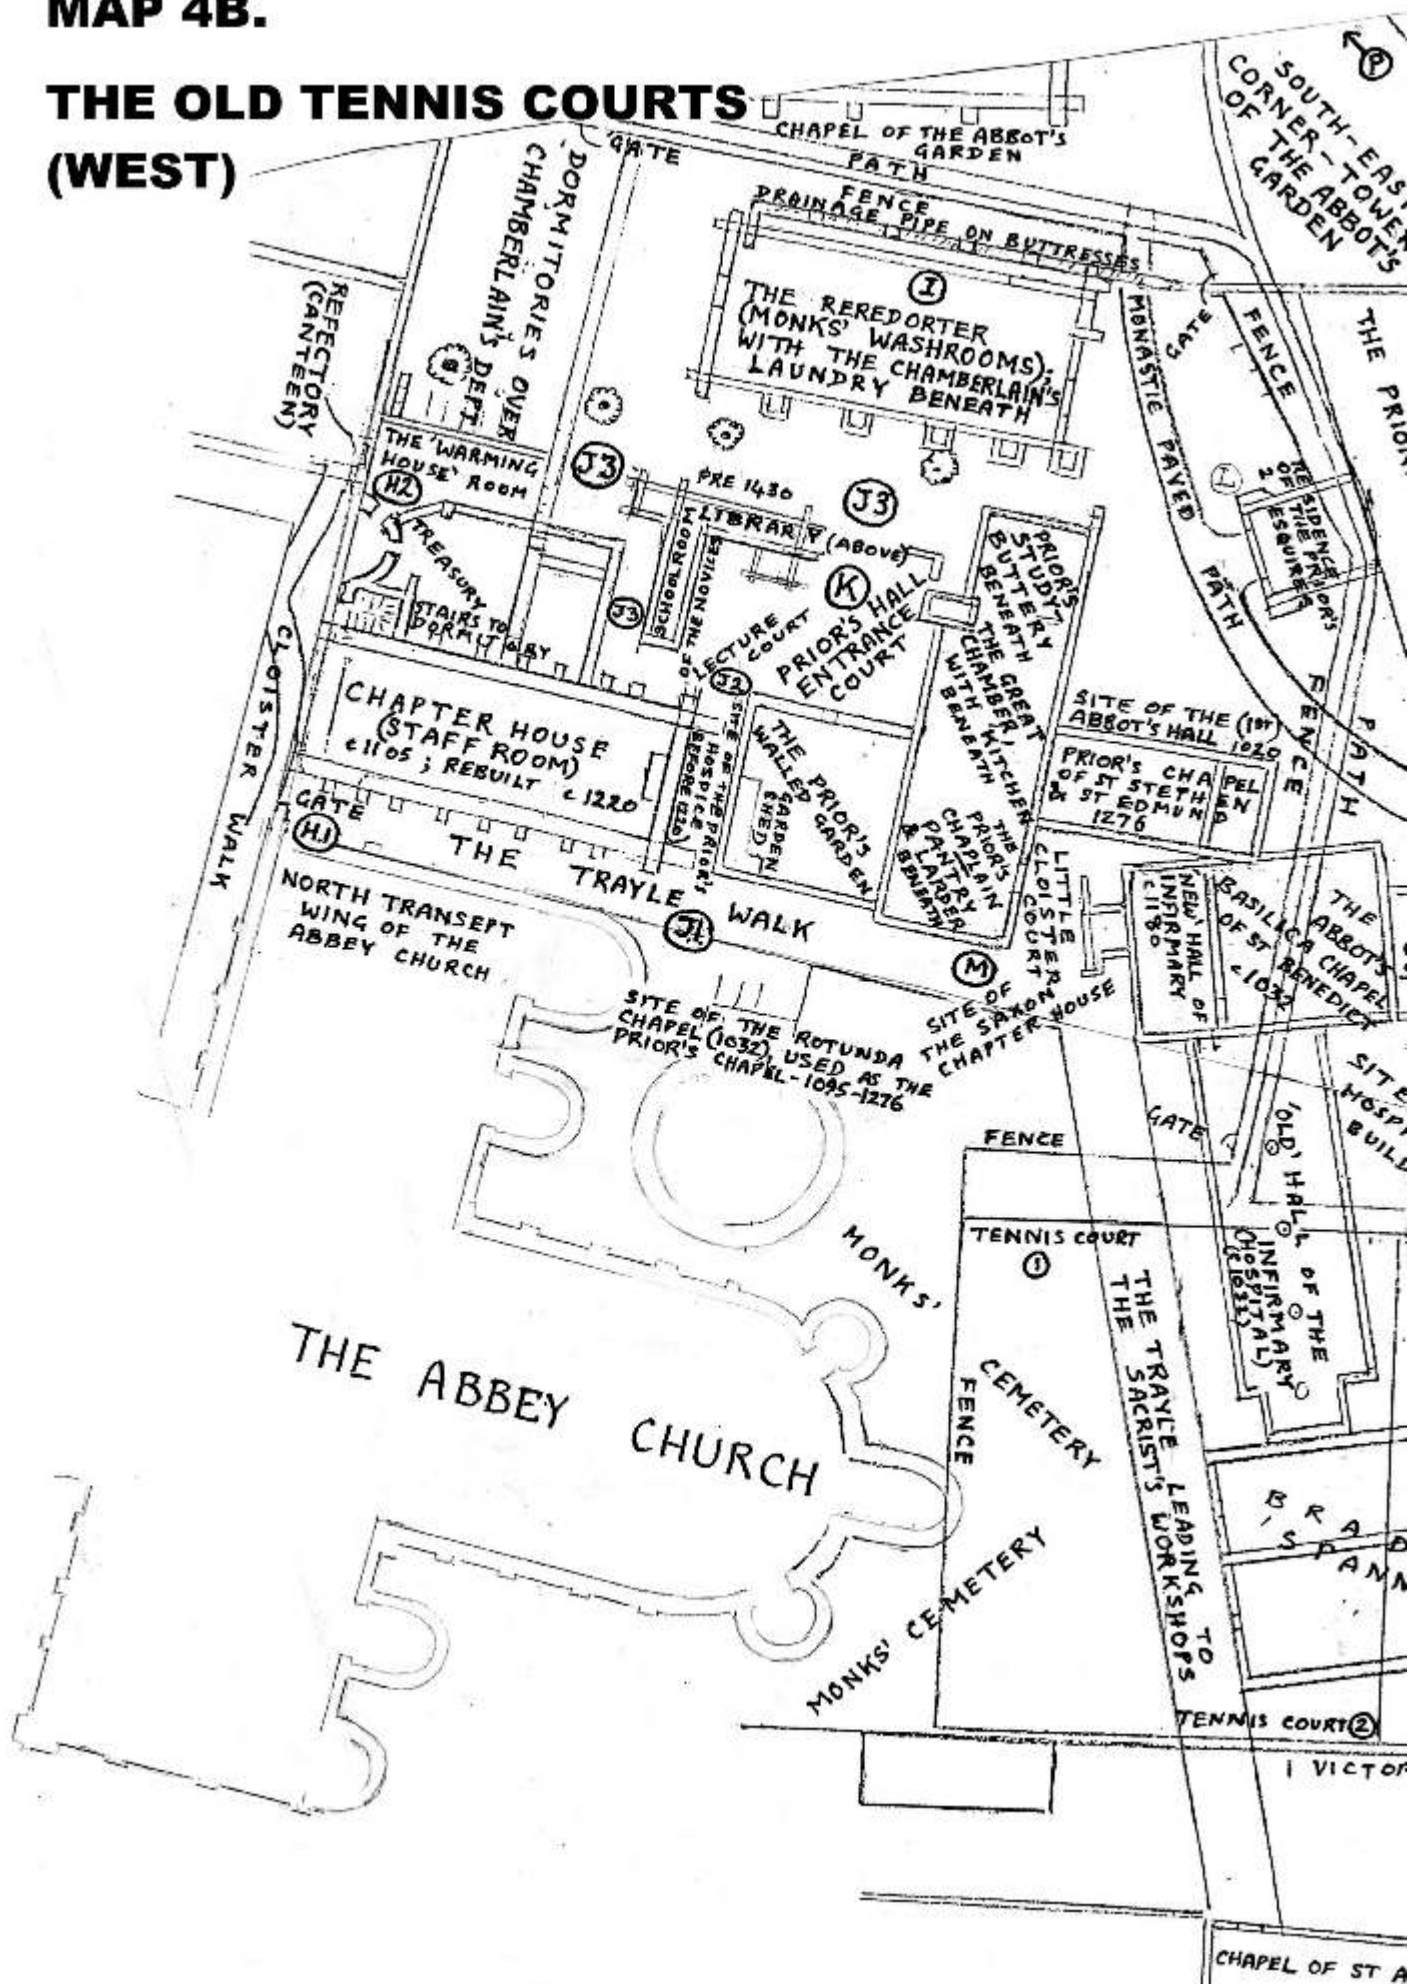 MAP 4B.
THE OLD TENNIS COURTS
(WEST)
GATE
CHAPEL OF THE ABBOT'S
GARDEN
PATH
FENCE
DRAINAGE PIPE ON BUTTRESSES
P
SOUTH-EAST
CORNER-TOWER
OF THE ABBOT'S
GARDEN
DORMITORIES OVER
CHAMBERLAIN'S DEPT
REFECTORY
(CANTEEN)
I
THE REREDORTER
(MONKS' WASHROOMS);
WITH THE CHAMBERLAIN'S
LAUNDRY BENEATH
MONASTIC PAVED
PATH
GATE
FENCE
THE PRIOR
THE 'WARMING
HOUSE' ROOM
H2
J3
PRE 1430
J3
LIBRARY (ABOVE)
L
RESIDENCE
OF THE PRIOR'S
2 ESQUIRES
TREASURY
STAIRS TO
DORMITORY
J3
SCHOOLROOM
THE NOVICES
LECTURE
COURT
J2
K
PRIOR'S HALL
ENTRANCE
COURT
PRIOR'S
STUDY;
BUTTERY
BENEATH
THE GREAT
CHAMBER,
WITH KITCHEN
BENEATH
CLOISTER WALK
CHAPTER HOUSE
(STAFF ROOM)
c1105; REBUILT c1220
SITE OF THE PRIOR'S
HOSPICE
BEFORE 1220)
THE PRIOR'S
WALLED
GARDEN
GARDEN
SHED
SITE OF THE (1ST)
ABBOT'S HALL 1020
PRIOR'S CHAPEL
OF ST STEPHEN
& ST EDMUND
1276
FENCE
PATH
GATE
H1
THE TRAYLE WALK
J1
THE
PRIOR'S
CHAPLAIN
PANTRY
& LARDER
BENEATH
LITTLE
CLOISTER
COURT
M
NORTH TRANSEPT
WING OF THE
ABBEY CHURCH
'NEW' HALL OF
INFIRMARY
c1180
BASILICA CHAPEL
OF ST BENEDICT
c1032
THE
ABBOT'S
SITE OF THE ROTUNDA
CHAPEL (1032), USED AS THE
PRIOR'S CHAPEL-1095-1276
SITE OF
THE SAXON
CHAPTER HOUSE
SITE
HOSPI
BUILD
GATE
FENCE
TENNIS COURT
1
'OLD' HALL OF THE
INFIRMARY
(HOSPITAL)
MONKS'
CEMETERY
FENCE
THE TRAYLE LEADING TO
THE SACRIST'S WORKSHOPS
THE ABBEY CHURCH
MONKS' CEMETERY
BRAD
'SPANN
TENNIS COURT 2
1 VICTOR
CHAPEL OF ST A